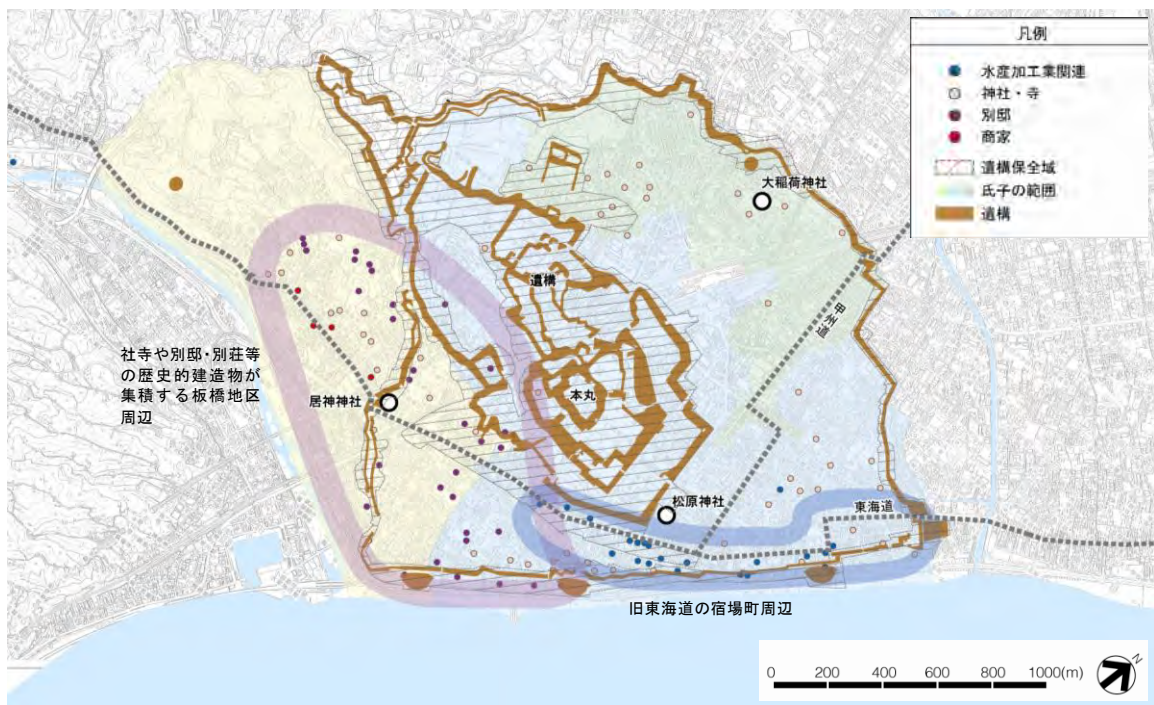 凡例
水産加工業関連
神社・寺
別邸
商家
遺構保全域
氏子の範囲
遺構
大稲荷神社
遺構
甲州道
社寺や別邸・別荘等
の歴史的建造物が
集積する板橋地区
周辺
本丸
居神神社
松原神社
東海道
旧東海道の宿場町周辺
0 200 400 600 800 1000(m)
N